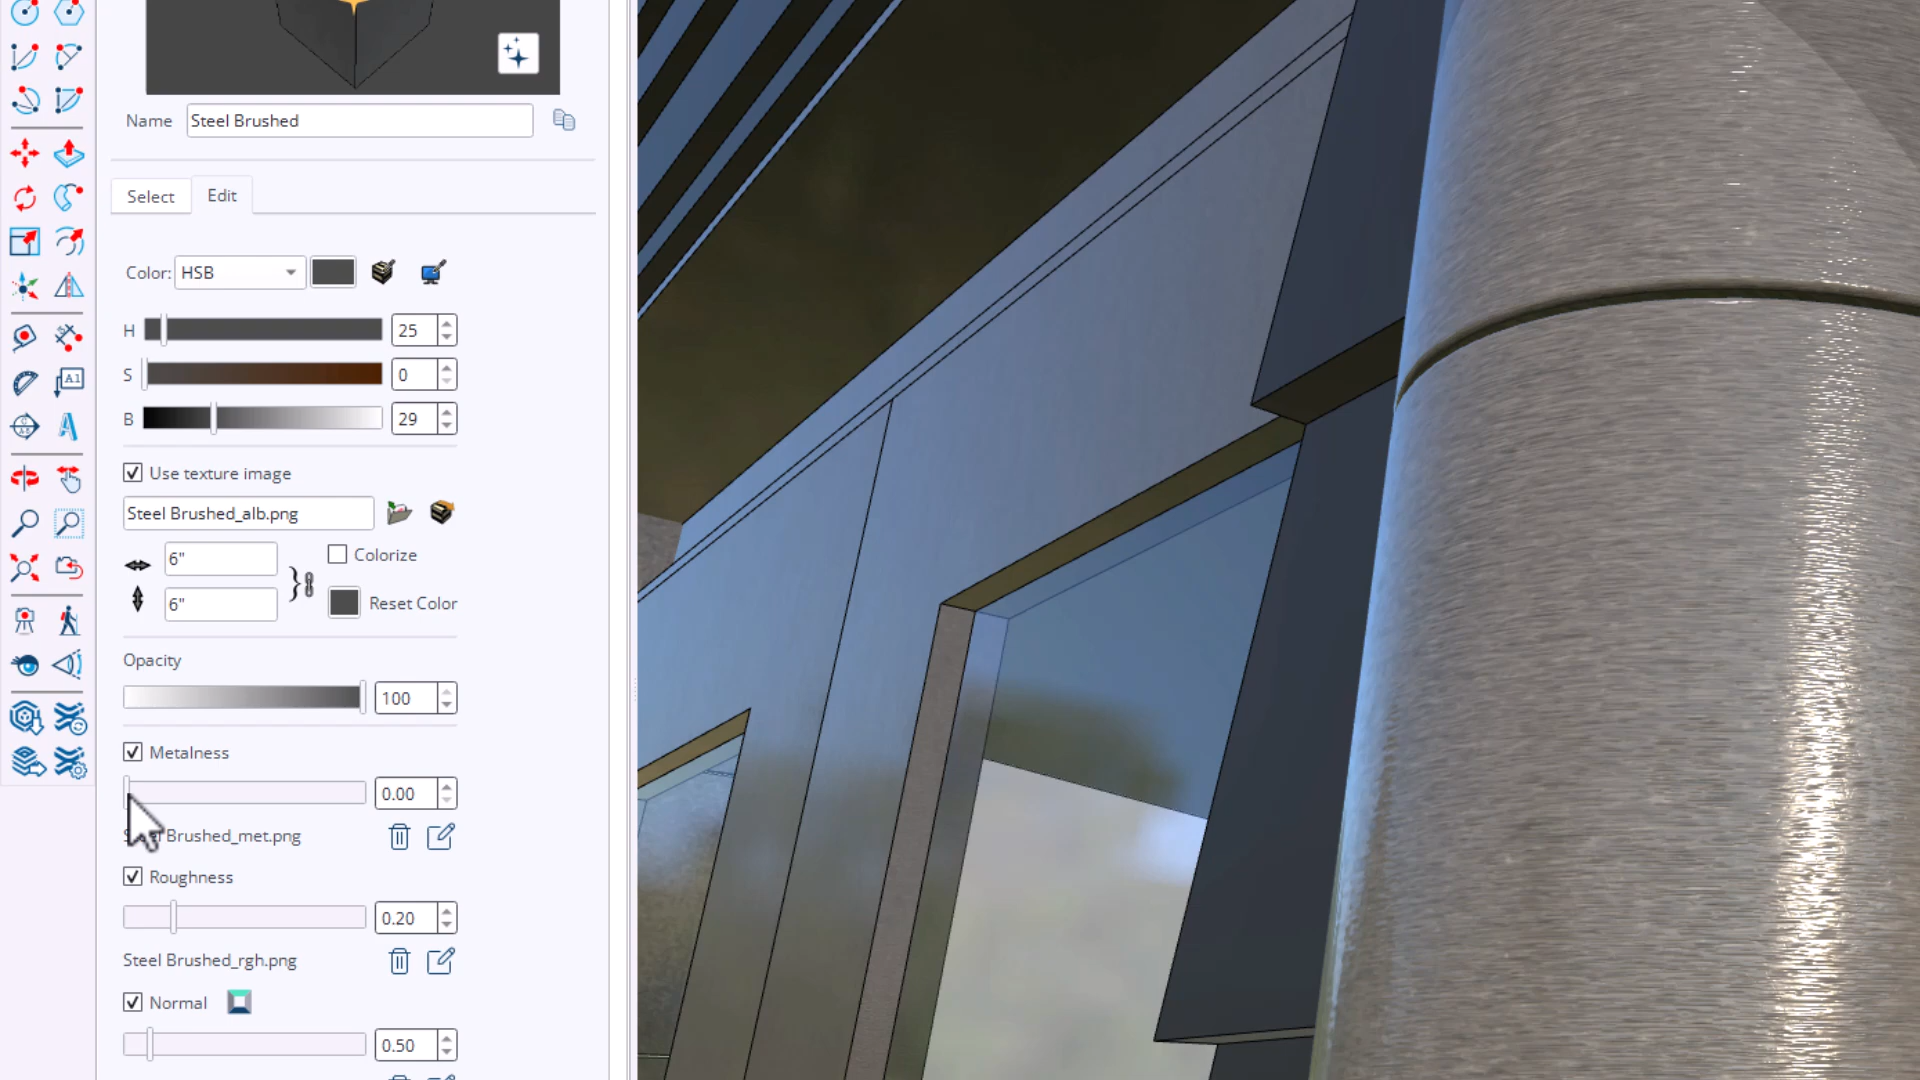 Name Steel Brushed
Select Edit
Color: HSB
H 25
S 0
B 29
Use texture image
Steel Brushed_alb.png
6" Colorize
6" Reset Color
Opacity
100
Metalness
0.00
Brushed_met.png
Roughness
0.20
Steel Brushed_rgh.png
Normal
0.50
A1